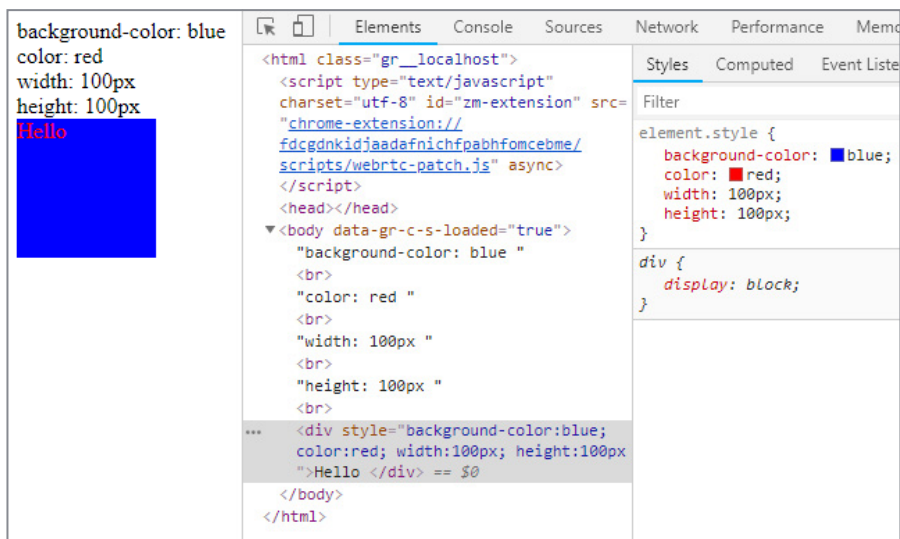 background-color: blue
color: red
width: 100px
height: 100px
Hello
Elements Console Sources Network Performance Memo
<html class="gr__localhost">
<script type="text/javascript"
charset="utf-8" id="zm-extension" src=
"chrome-extension://
fdcgdnkidjaadafnichfpabhfomcebme/
scripts/webrtc-patch.js" async>
</script>
<head></head>
▼<body data-gr-c-s-loaded="true">
"background-color: blue "
<br>
"color: red "
<br>
"width: 100px "
<br>
"height: 100px "
<br>
... <div style="background-color:blue;
color:red; width:100px; height:100px
">Hello </div> == $0
</body>
</html>
Styles Computed Event Liste
Filter
element.style {
background-color: blue;
color: red;
width: 100px;
height: 100px;
}
div {
display: block;
}